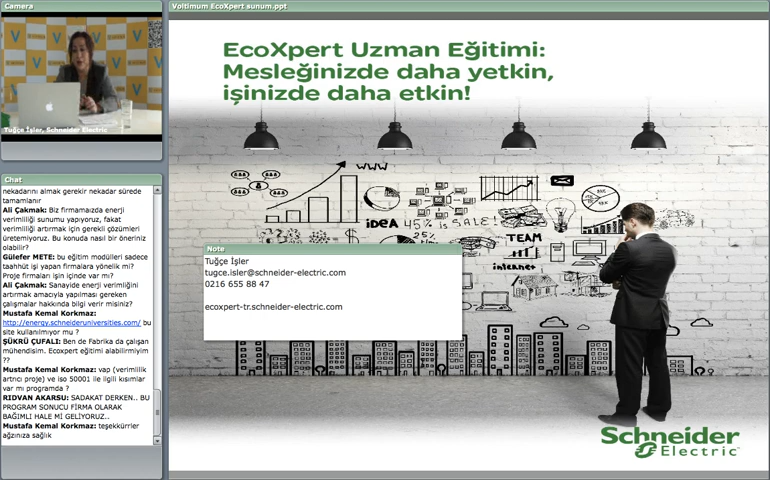 Camera
Tuğçe İşler, Schneider Electric
Chat
nekadarını almak gerekir nekadar sürede
tamamlanır
Ali Çakmak: Biz firmamaızda enerji
verimliliği sunumu yapıyoruz, fakat
verimliliği artırmak için gerekli çözümleri
üretemiyoruz. Bu konuda nasıl bir öneriniz
olabilir?
Gülefer METE: bu eğitim modülleri sadece
taahhüt işi yapan firmalara yönelik mi?
Proje firmaları işin içinde var mı?
Ali Çakmak: Sanayide enerji verimliğini
artırmak amacıyla yapılması gereken
çalışmalar hakkında bilgi verir misiniz?
Mustafa Kemal Korkmaz:
http://energy.schneideruniversities.com/ bu
site kullanılmıyor mu ?
ŞÜKRÜ ÇUFALI: Ben de Fabrika da çalışan
mühendisim. Ecoxpert eğitimi alabilirmiyim
??
Mustafa Kemal Korkmaz: vap (verimlilik
artırıcı proje) ve iso 50001 ile ilgili kısımlar
var mı programda ?
RIDVAN AKARSU: SADAKAT DERKEN.. BU
PROGRAM SONUCU FİRMA OLARAK
BAĞIMLI HALE Mİ GELİYORUZ..
Mustafa Kemal Korkmaz: teşekkürler
ağzınıza sağlık
Voltimum EcoXpert sunum.ppt
EcoXpert Uzman Eğitimi:
Mesleğinizde daha yetkin,
işinizde daha etkin!
WWW
IDEA 45% is SALE!
25%
TEAM
internet
Note
Tuğçe İşler
tugce.isler@schneider-electric.com
0216 655 88 47
ecoxpert-tr.schneider-electric.com
Schneider
Electric